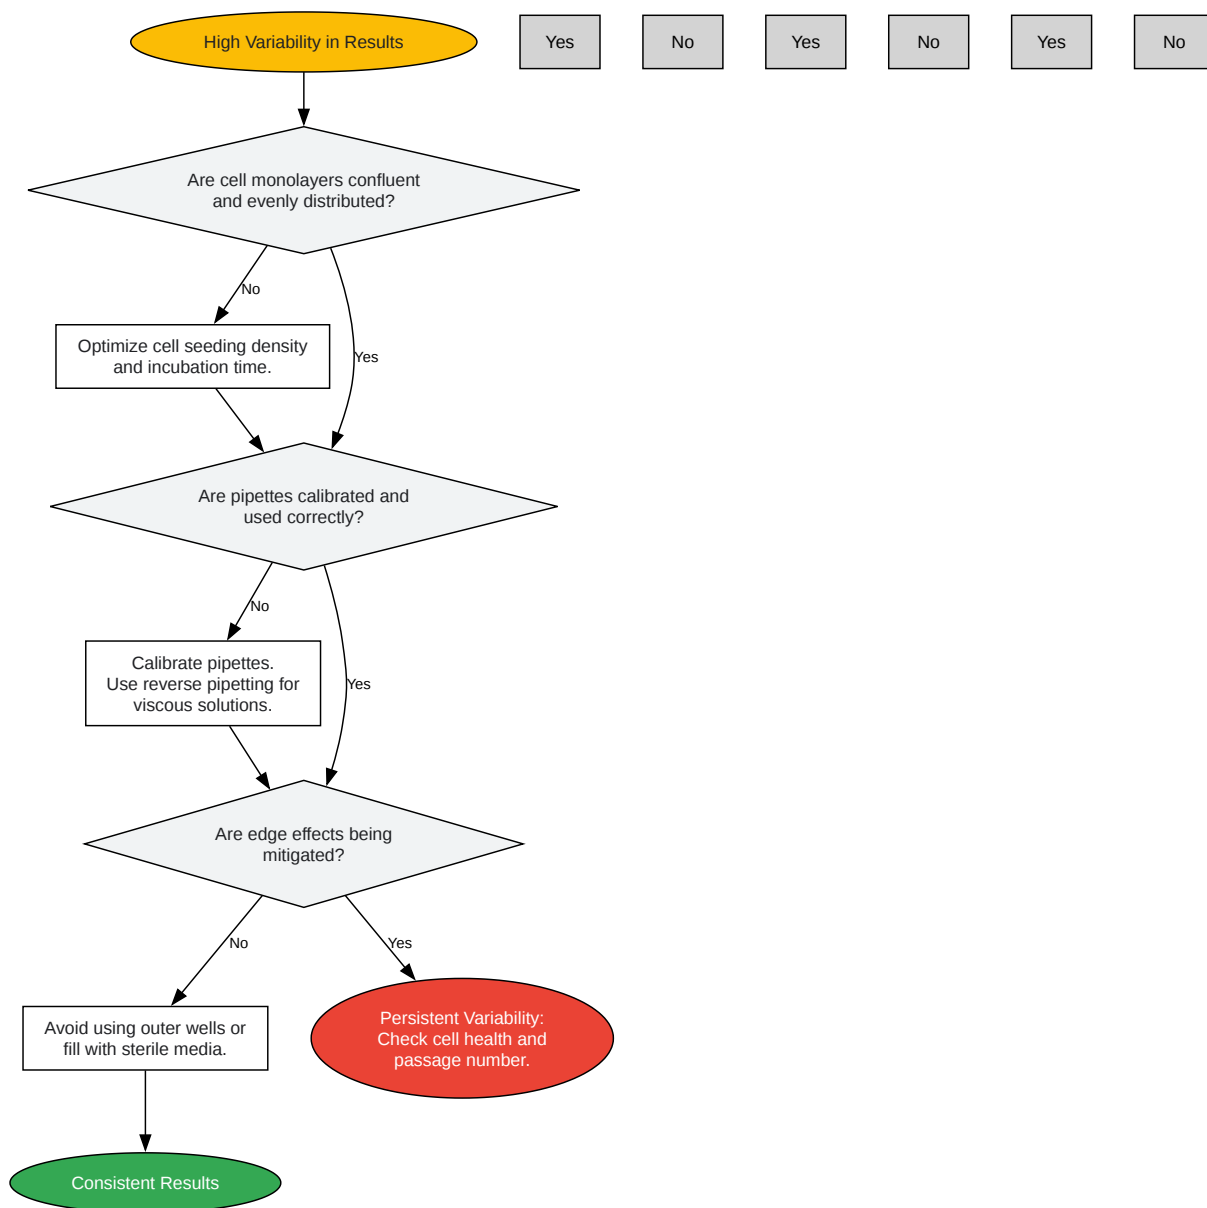 High Variability in Results
Yes
No
Yes
No
Yes
No
Are cell monolayers confluent
and evenly distributed?
No
Optimize cell seeding density
and incubation time.
Yes
Are pipettes calibrated and
used correctly?
No
Calibrate pipettes.
Use reverse pipetting for
viscous solutions.
Yes
Are edge effects being
mitigated?
No
Yes
Avoid using outer wells or
fill with sterile media.
Persistent Variability:
Check cell health and
passage number.
Consistent Results